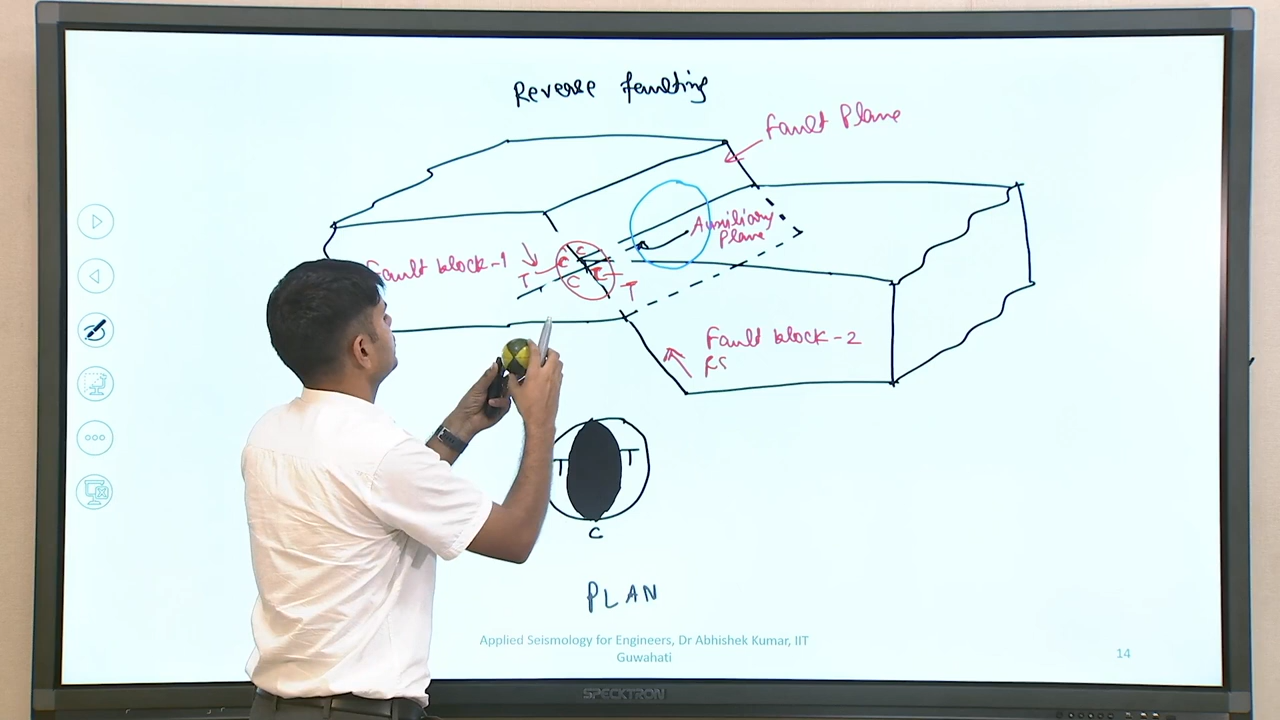 Reverse faulting
Fault Plane
Auxiliary
Plane
Fault block-1
C
C
T
C
C
T
Fault block-2
FS
T
T
C
PLAN
Applied Seismology for Engineers, Dr Abhishek Kumar, IIT
Guwahati
14
SPECKTRON